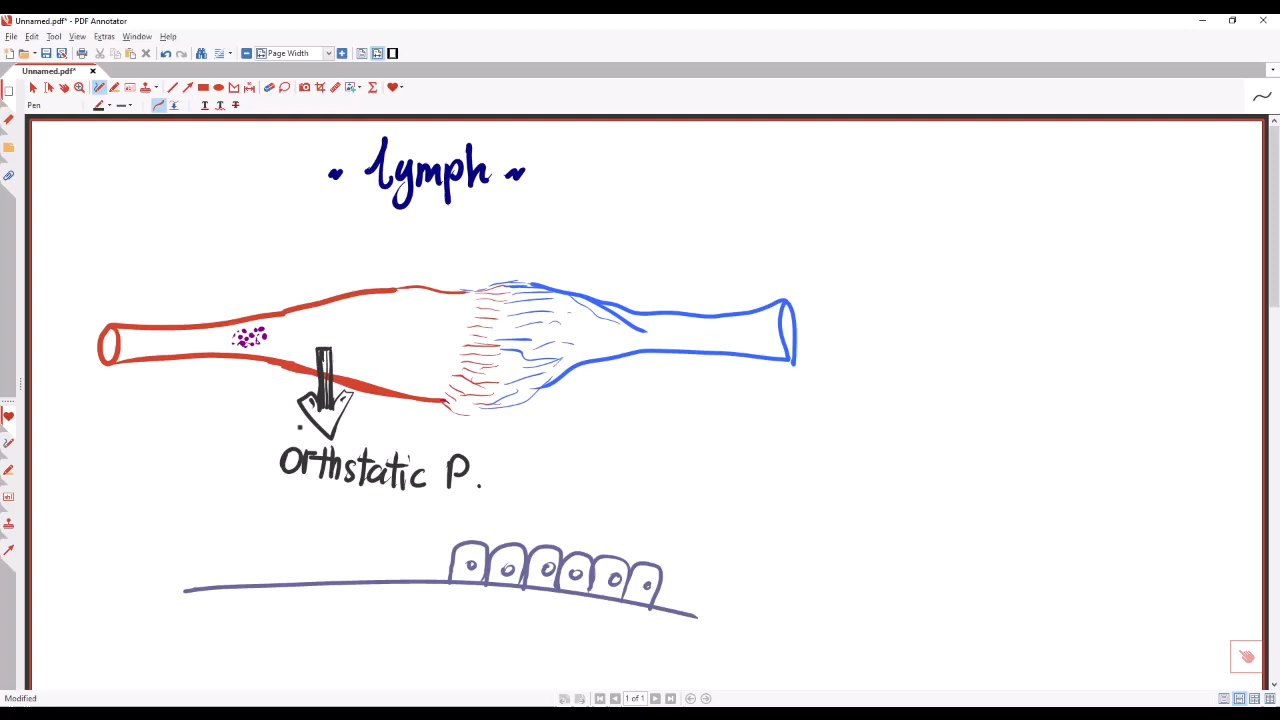 Unnamed.pdf* - PDF Annotator
File Edit Tool View Extras Window Help
Page Width
Unnamed.pdf*
Pen
~ lymph ~
Orthstatic P.
1 of 1
Modified